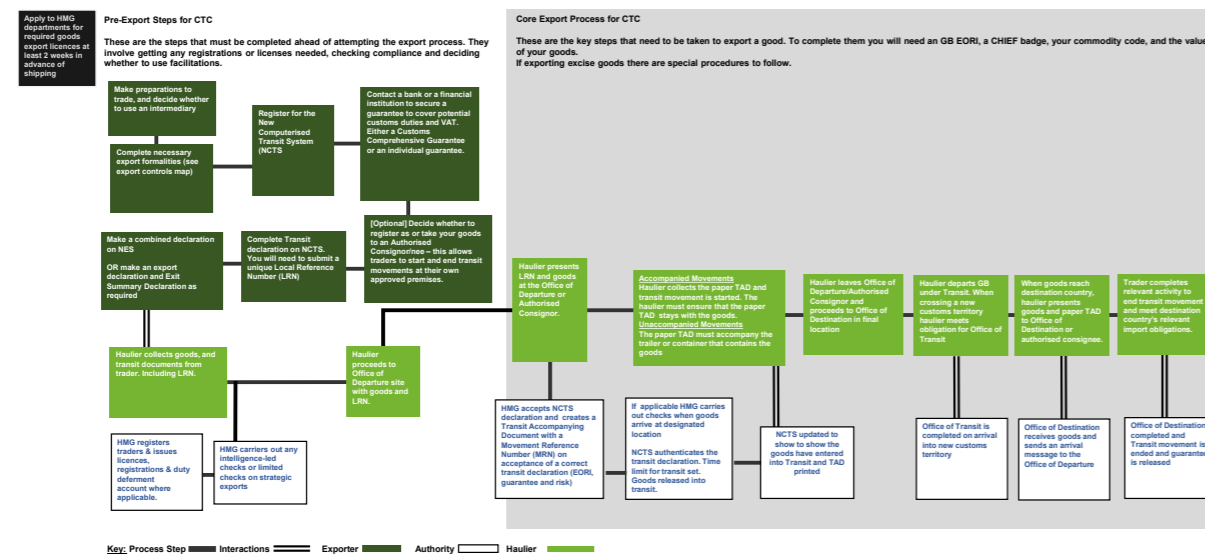 Apply to HMG
departments for
required goods
export licences at
least 2 weeks in
advance of
shipping
Pre-Export Steps for CTC
These are the steps that must be completed ahead of attempting the export process. They
involve getting any registrations or licenses needed, checking compliance and deciding
whether to use facilitations.
Make preparations to
trade, and decide whether
to use an intermediary
Complete necessary
export formalities (see
export controls map)
Register for the
New
Computerised
Transit System
(NCTS
Contact a bank or a financial
institution to secure a
guarantee to cover potential
customs duties and VAT.
Either a Customs
Comprehensive Guarantee
or an individual guarantee.
Make a combined declaration
on NES
OR make an export
declaration and Exit
Summary Declaration as
required
Complete Transit
declaration on NCTS.
You will need to submit a
unique Local Reference
Number (LRN)
[Optional] Decide whether to
register as or take your goods
to an Authorised
Consignor/nee – this allows
traders to start and end transit
movements at their own
approved premises.
Haulier collects goods, and
transit documents from
trader. Including LRN.
Haulier
proceeds to
Office of
Departure site
with goods and
LRN.
HMG registers
traders & issues
licences,
registrations & duty
deferment
account where
applicable.
HMG carriers out any
intelligence-led
checks or limited
checks on strategic
exports
Core Export Process for CTC
These are the key steps that need to be taken to export a good. To complete them you will need an GB EORI, a CHIEF badge, your commodity code, and the value
of your goods.
If exporting excise goods there are special procedures to follow.
Haulier presents
LRN and goods
at the Office of
Departure or
Authorised
Consignor.
Accompanied Movements
Haulier collects the paper TAD and
transit movement is started. The
haulier must ensure that the paper
TAD stays with the goods.
Unaccompanied Movements
The paper TAD must accompany the
trailer or container that contains the
goods
Haulier leaves Office of
Departure/Authorised
Consignor and
proceeds to Office of
Destination in final
location
Haulier departs GB
under Transit. When
crossing a new
customs territory
haulier meets
obligation for Office of
Transit
When goods reach
destination country,
haulier presents
goods and paper TAD
to Office of
Destination or
authorised consignee.
Trader completes
relevant activity to
end transit movement
and meet destination
country's relevant
import obligations.
HMG accepts NCTS
declaration and creates a
Transit Accompanying
Document with a
Movement Reference
Number (MRN) on
acceptance of a correct
transit declaration (EORI,
guarantee and risk)
If applicable HMG carries
out checks when goods
arrive at designated
location
NCTS authenticates the
transit declaration. Time
limit for transit set.
Goods released into
transit.
NCTS updated to
show to show the
goods have entered
into Transit and TAD
printed
Office of Transit is
completed on arrival
into new customs
territory
Office of Destination
receives goods and
sends an arrival
message to the
Office of Departure
Office of Destination
completed and
Transit movement is
ended and guarantee
is released
Key: Process Step Interactions Exporter Authority Haulier